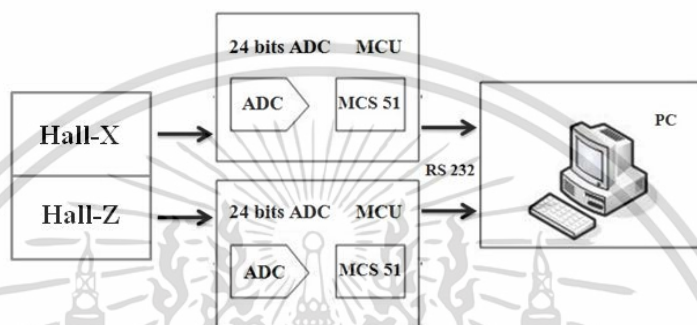 24 bits ADC MCU
ADC MCS 51
Hall-X
Hall-Z
PC
RS 232
24 bits ADC MCU
ADC MCS 51